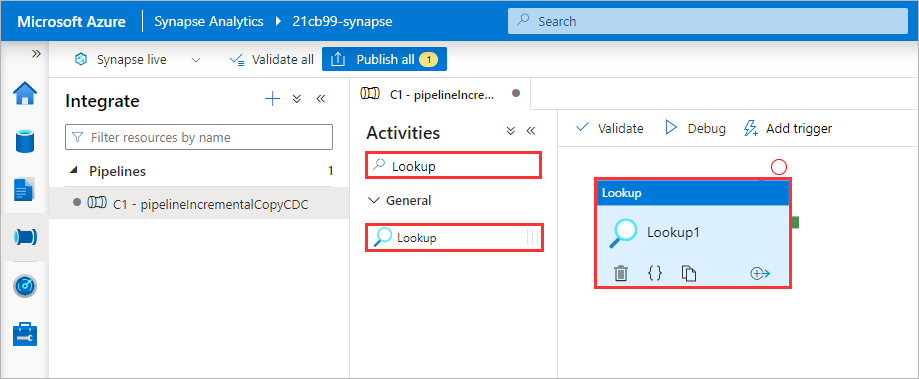 Microsoft Azure Synapse Analytics > 21cb99-synapse Search
» Synapse live Validate all Publish all 1
Integrate
Filter resources by name
Pipelines 1
C1 - pipelineIncrementalCopyCDC
C1 - pipelineIncre...
Activities
Lookup
General
Lookup
Validate Debug Add trigger
Lookup
Lookup1
{}